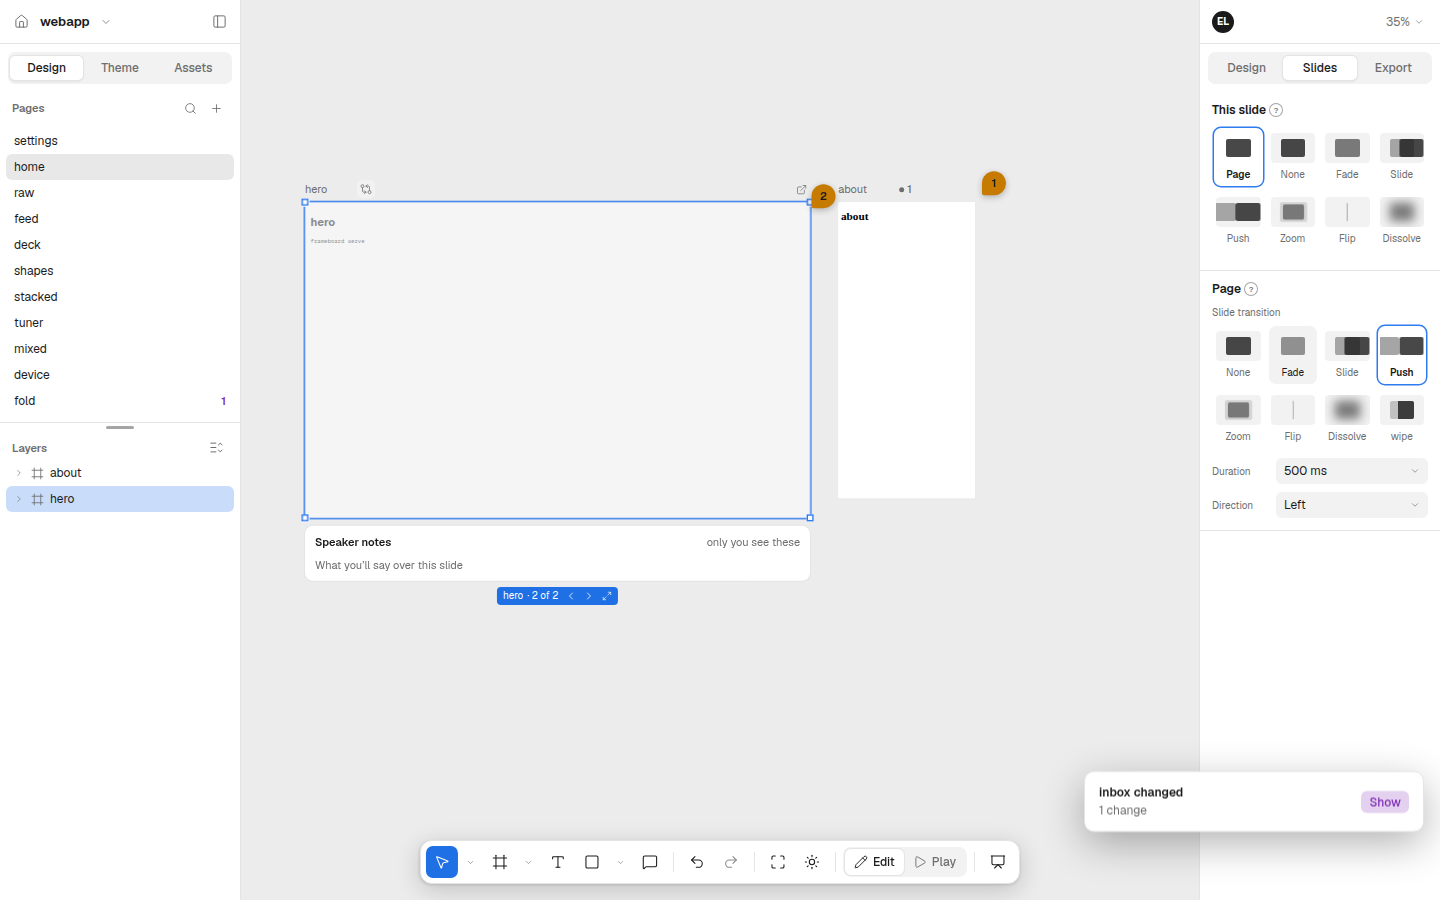 webapp
Design Theme Assets
Pages
settings
home
raw
feed
deck
shapes
stacked
tuner
mixed
device
fold 1
Layers
about
hero
hero
2
about 1
1
hero
frameboard serve
about
Speaker notes only you see these
What you'll say over this slide
hero · 2 of 2
Edit Play
EL 35%
Design Slides Export
This slide ?
Page None Fade Slide
Push Zoom Flip Dissolve
Page ?
Slide transition
None Fade Slide Push
Zoom Flip Dissolve wipe
Duration 500 ms
Direction Left
inbox changed
1 change
Show